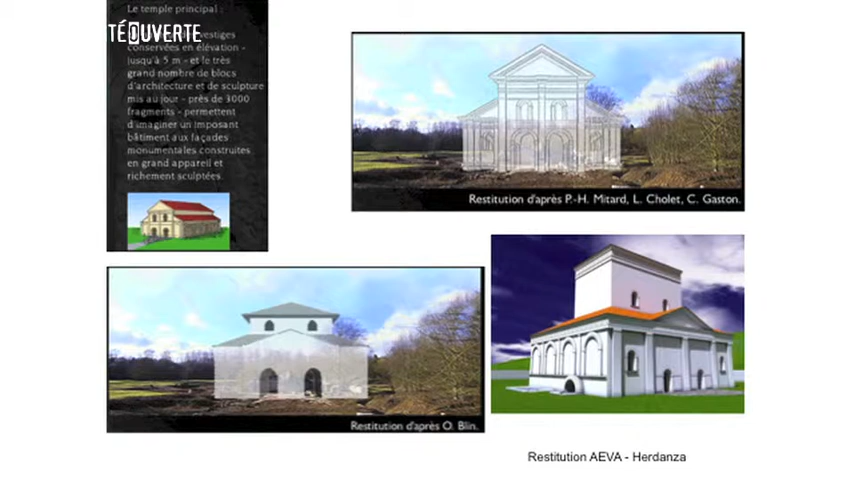 Le temple principal :
TÉOUVERTE
vestiges
conservées en élévation -
jusqu'à 5 m - et le très
grand nombre de blocs
d'architecture et de sculpture
mis au jour - près de 3000
fragments - permettent
d'imaginer un imposant
bâtiment aux façades
monumentales construites
en grand appareil et
richement sculptées.
Restitution d'après P.-H. Mitard, L. Cholet, C. Gaston.
Restitution d'après O. Blin.
Restitution AEVA - Herdanza